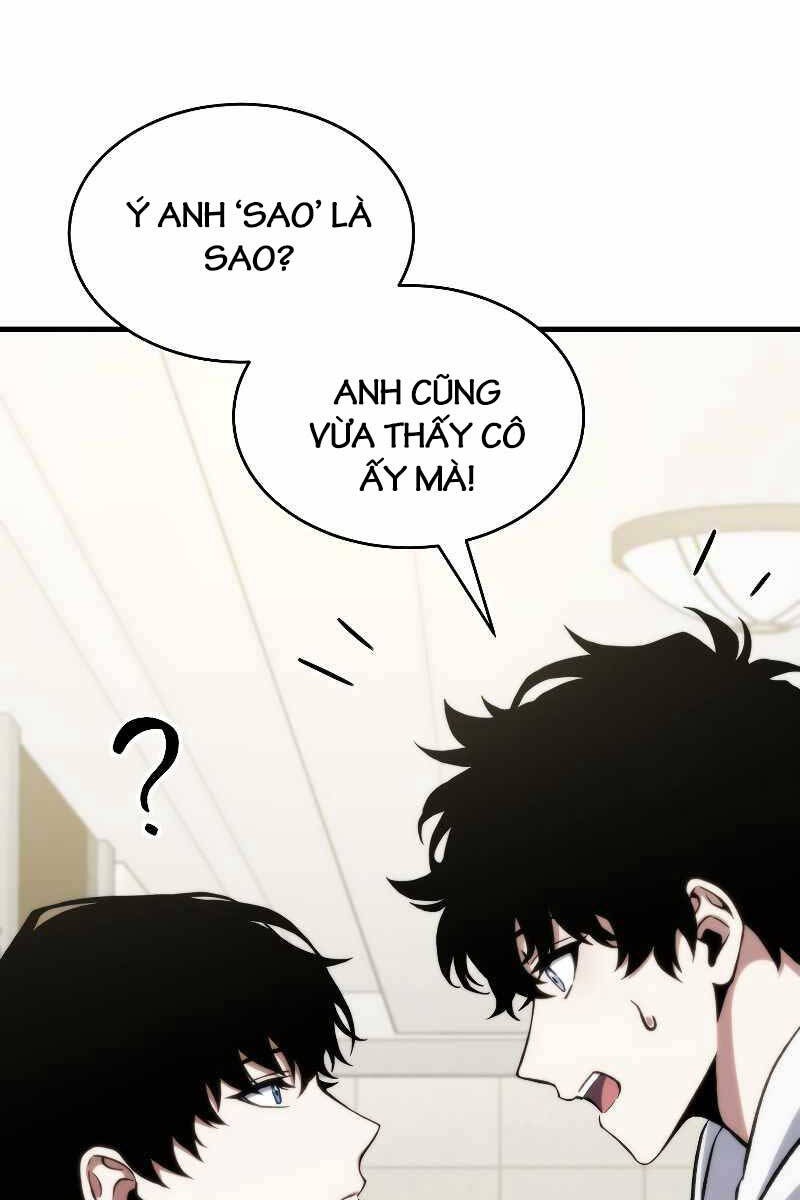 Ý ANH ‘SAO’ LÀ
SAO?
ANH CŨNG
VỪA THẤY CÔ
ẤY MÀ!
?